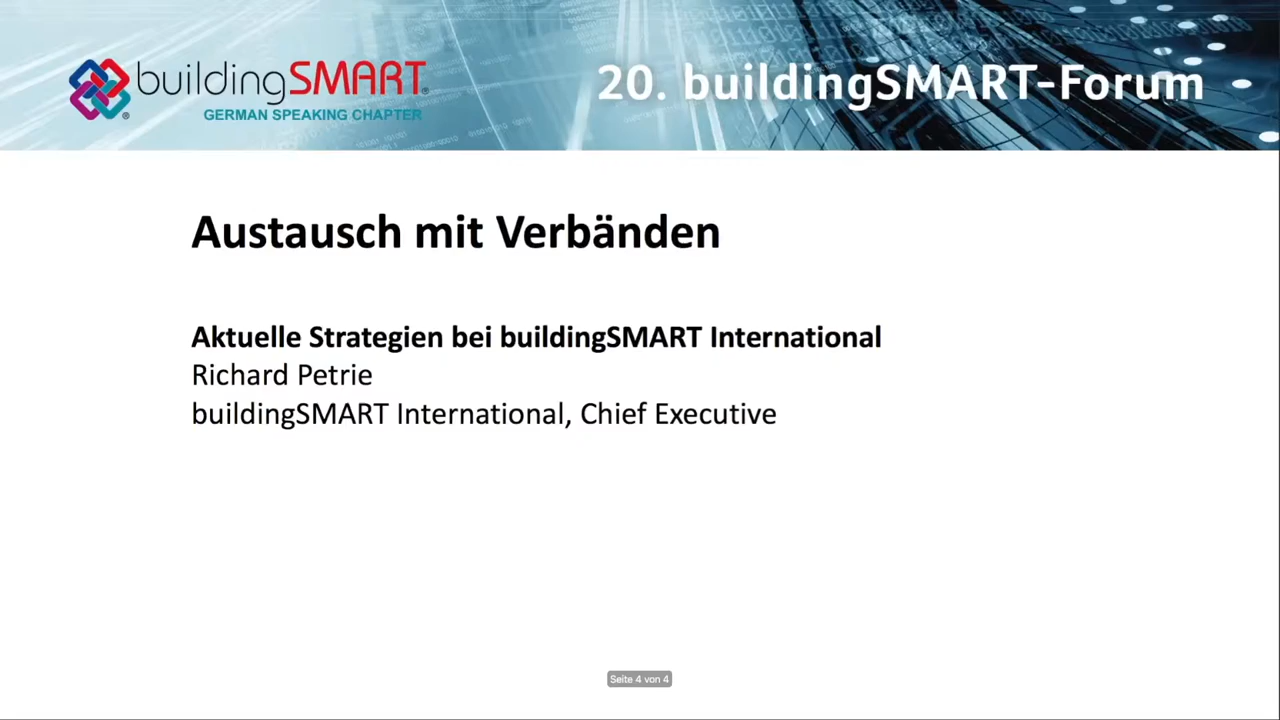 buildingSMART®
GERMAN SPEAKING CHAPTER
20. buildingSMART-Forum
Austausch mit Verbänden
Aktuelle Strategien bei buildingSMART International
Richard Petrie
buildingSMART International, Chief Executive
Seite 4 von 4